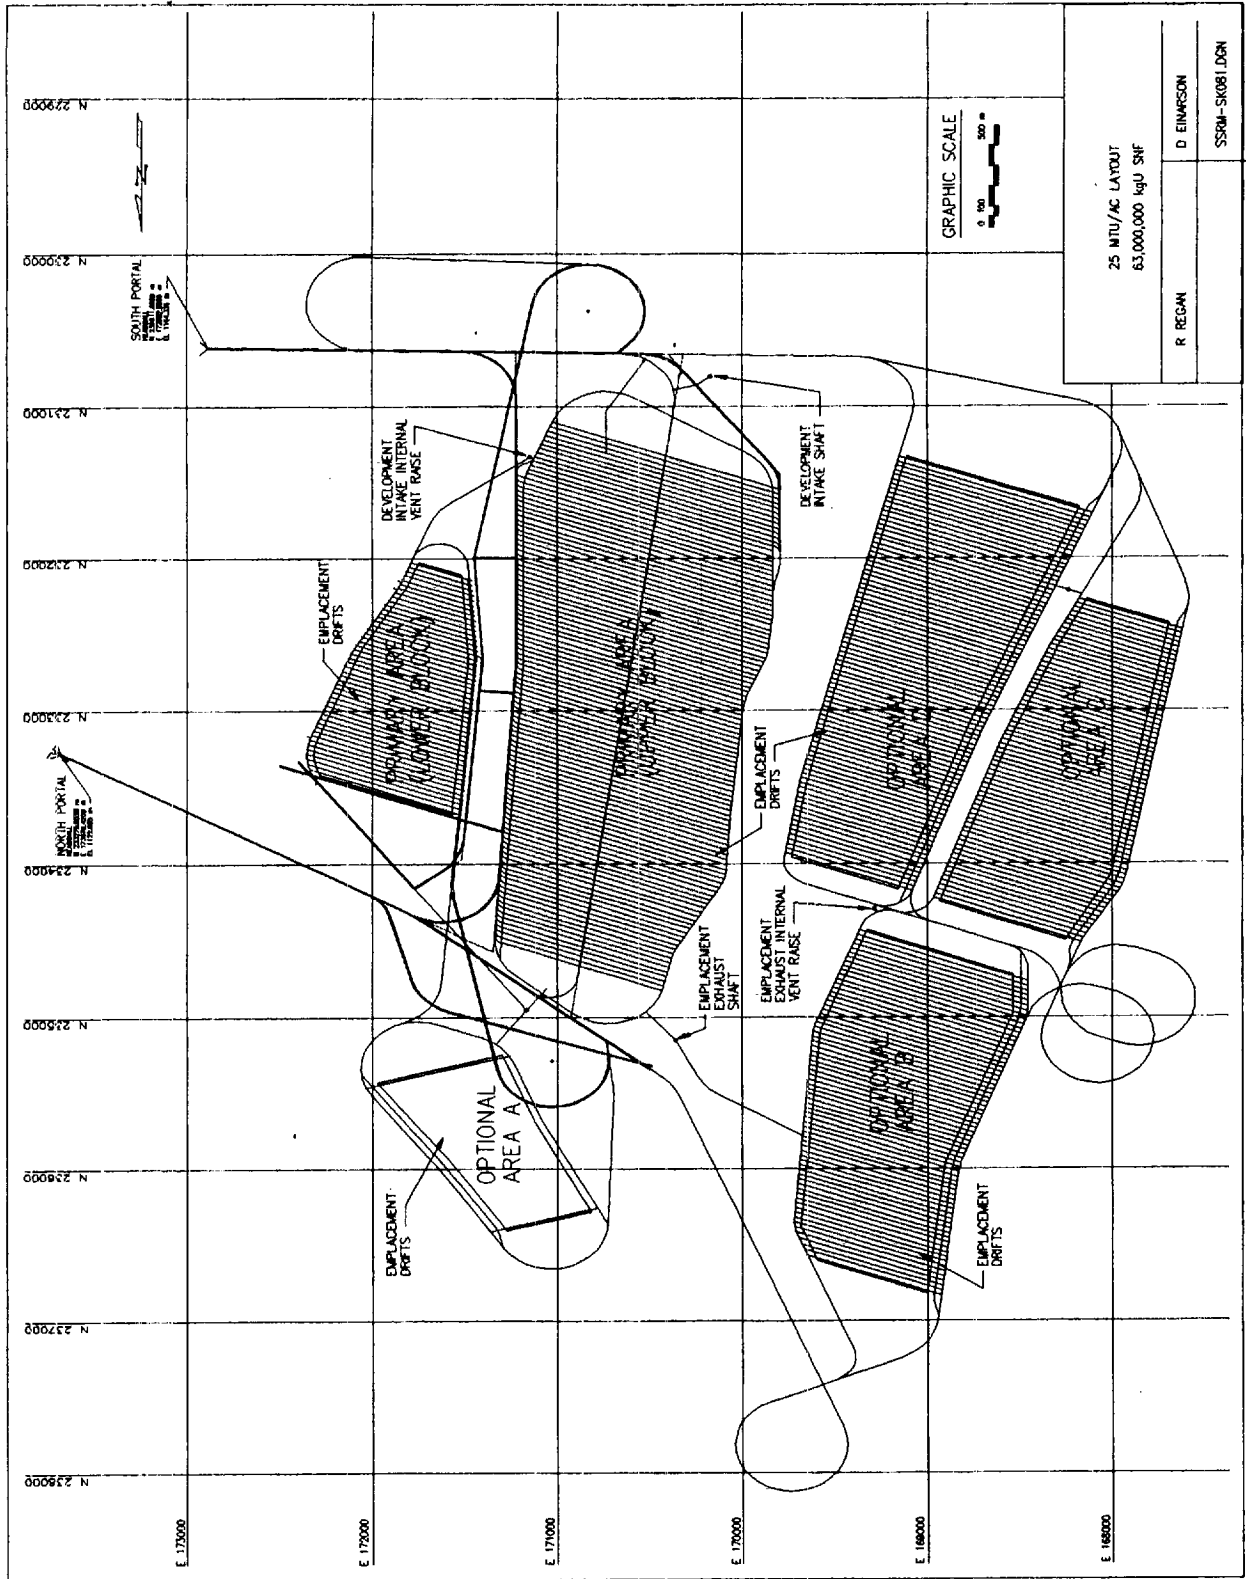 N 229000
N 230000
N 231000
N 232000
N 233000
N 234000
N 235000
N 236000
N 237000
N 238000
E 173000
E 172000
E 171000
E 170000
E 169000
E 168000
SOUTH PORTAL
NORTH PORTAL
DEVELOPMENT
INTAKE INTERNAL
VENT RAISE
EMPLACEMENT
DRIFTS
PRIMARY AREA
(LOWER BLOCK)
PRIMARY AREA
(UPPER BLOCK)
DEVELOPMENT
INTAKE SHAFT
EMPLACEMENT
DRIFTS
EMPLACEMENT
EXHAUST
SHAFT
EMPLACEMENT
EXHAUST INTERNAL
VENT RAISE
OPTIONAL
AREA A
EMPLACEMENT
DRIFTS
OPTIONAL
AREA B
EMPLACEMENT
DRIFTS
OPTIONAL
AREA C
OPTIONAL
AREA D
GRAPHIC SCALE
0 100 500 m
25 MTU/AC LAYOUT
63,000,000 kgU SNF
R REGAN
D EINARSON
SSRM-SK081.DGN